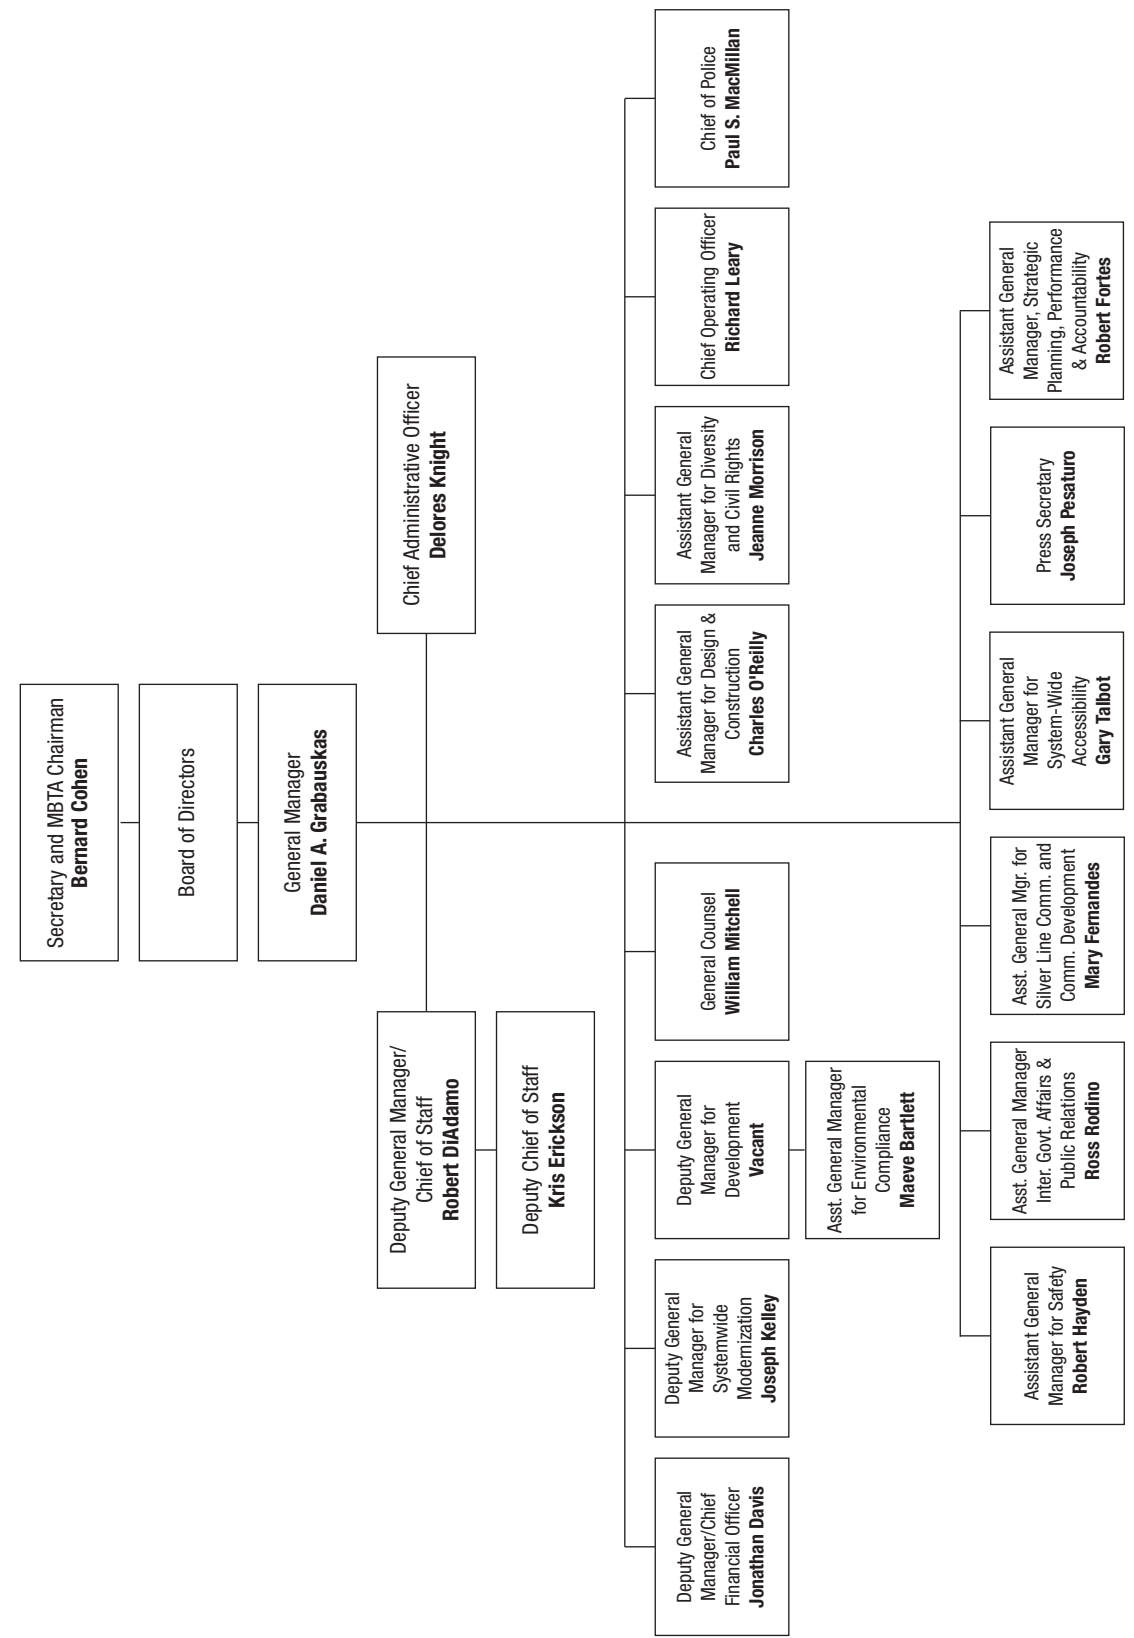 Secretary and MBTA Chairman
Bernard Cohen
Board of Directors
General Manager
Daniel A. Grabauskas
Deputy General Manager/
Chief of Staff
Robert DiAdamo
Chief Administrative Officer
Delores Knight
Deputy Chief of Staff
Kris Erickson
Deputy General
Manager/Chief
Financial Officer
Jonathan Davis
Deputy General
Manager for
Systemwide
Modernization
Joseph Kelley
Deputy General
Manager for
Development
Vacant
General Counsel
William Mitchell
Assistant General
Manager for Design &
Construction
Charles O'Reilly
Assistant General
Manager for Diversity
and Civil Rights
Jeanne Morrison
Chief Operating Officer
Richard Leary
Chief of Police
Paul S. MacMillan
Asst. General Manager
for Environmental
Compliance
Maeve Bartlett
Assistant General
Manager for Safety
Robert Hayden
Asst. General Manager
Inter. Govt. Affairs &
Public Relations
Ross Rodino
Asst. General Mgr. for
Silver Line Comm. and
Comm. Development
Mary Fernandes
Assistant General
Manager for
System-Wide
Accessibility
Gary Talbot
Press Secretary
Joseph Pesaturo
Assistant General
Manager, Strategic
Planning, Performance
& Accountability
Robert Fortes